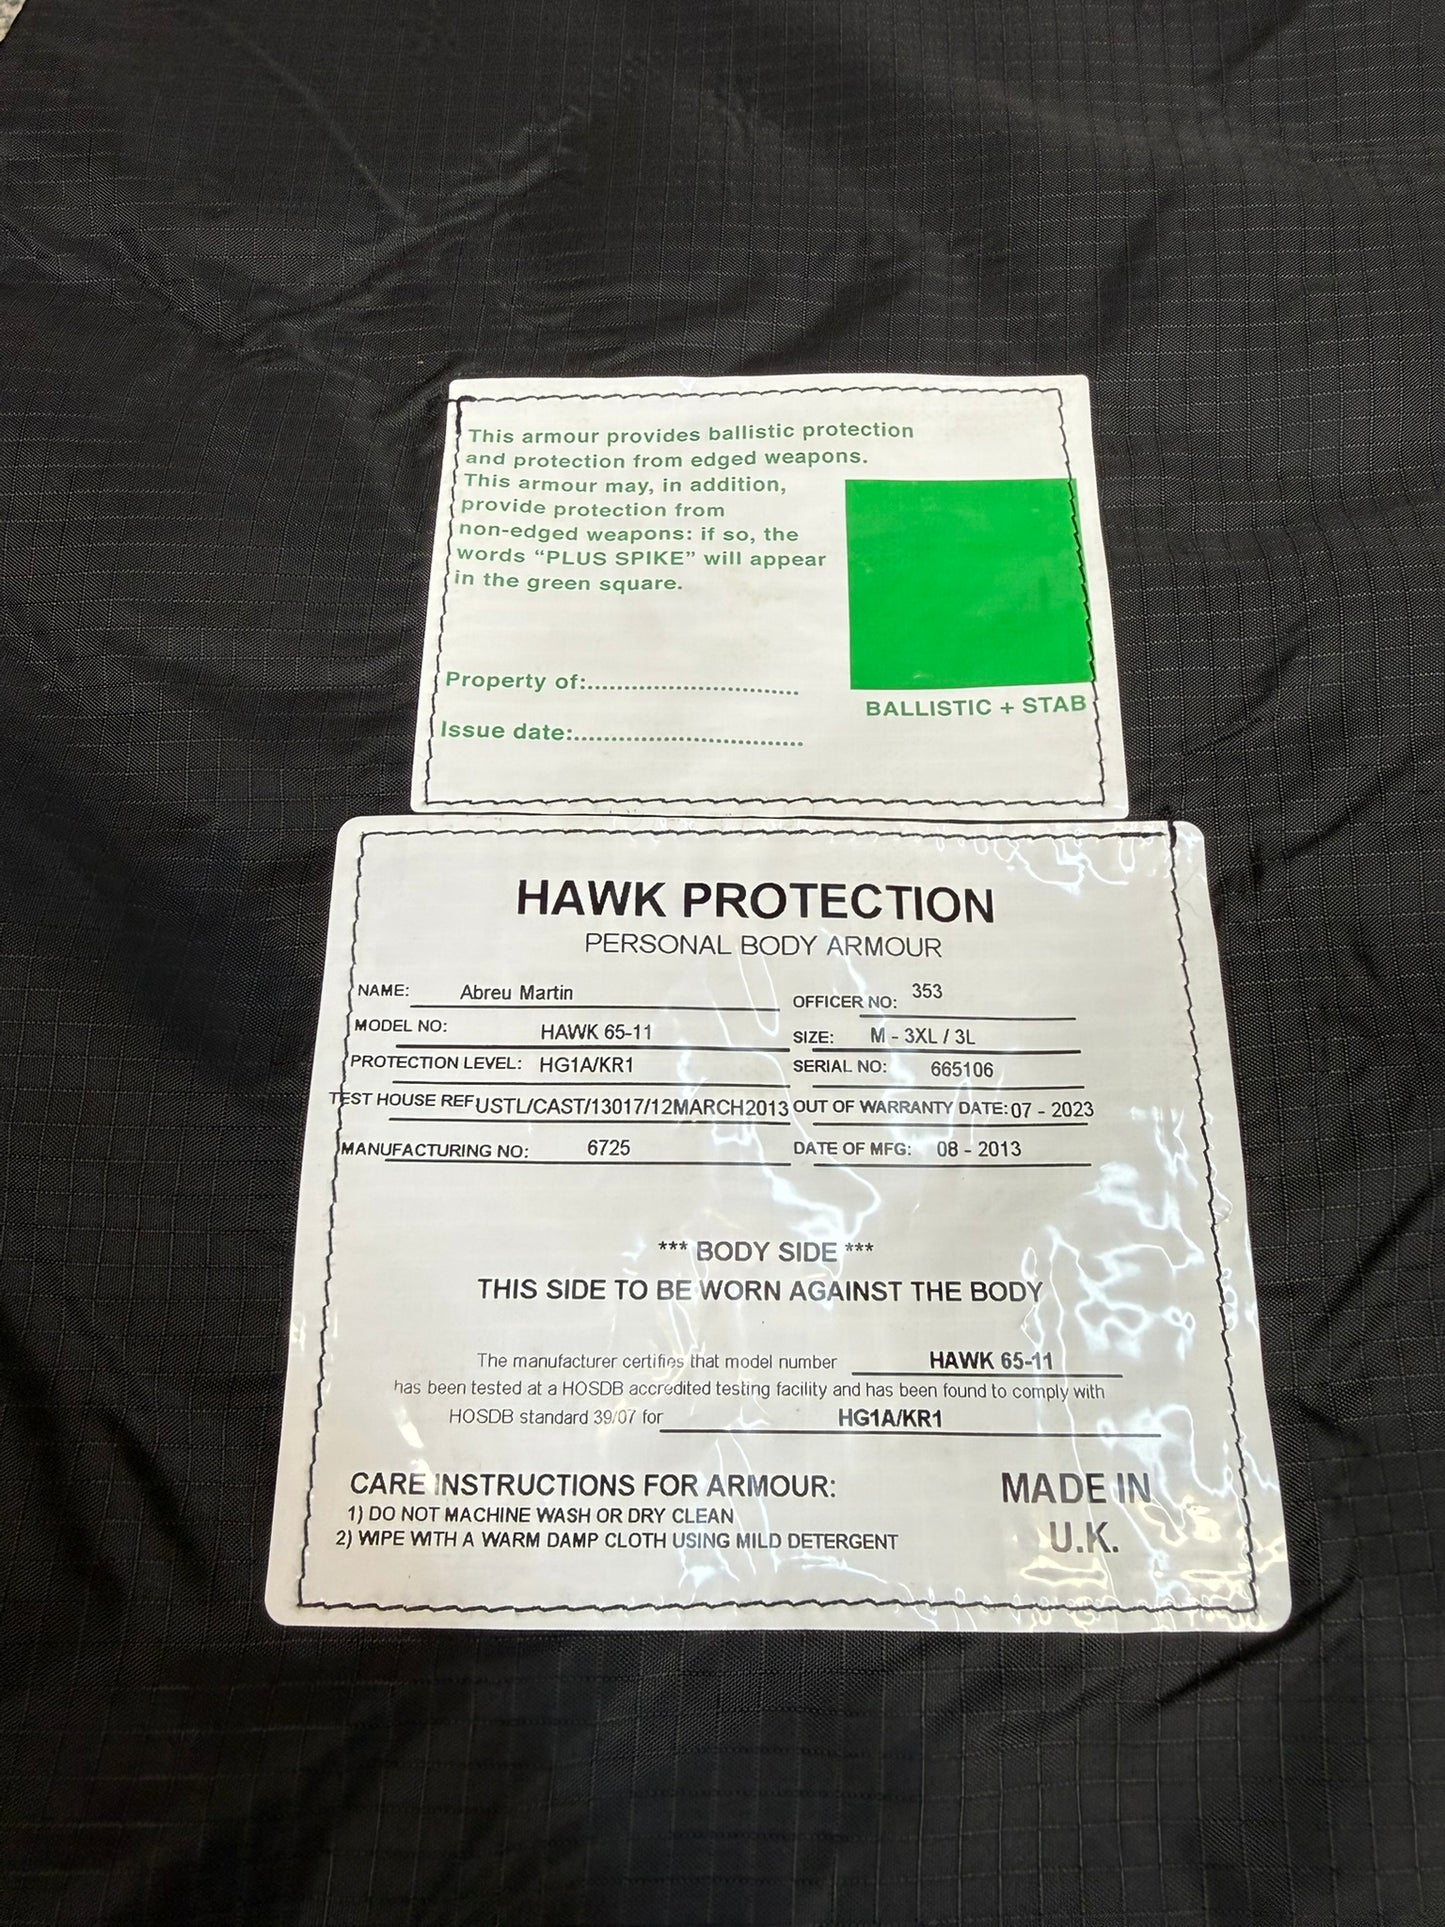 This armour provides ballistic protection
and protection from edged weapons.
This armour may, in addition,
provide protection from
non-edged weapons: if so, the
words “PLUS SPIKE” will appear
in the green square.
Property of:..............................
BALLISTIC + STAB
Issue date:................................
HAWK PROTECTION
PERSONAL BODY ARMOUR
NAME: Abreu Martin OFFICER NO: 353
MODEL NO: HAWK 65-11 SIZE: M - 3XL / 3L
PROTECTION LEVEL: HG1A/KR1 SERIAL NO: 665106
TEST HOUSE REF USTL/CAST/13017/12MARCH2013 OUT OF WARRANTY DATE: 07 - 2023
MANUFACTURING NO: 6725 DATE OF MFG: 08 - 2013
*** BODY SIDE ***
THIS SIDE TO BE WORN AGAINST THE BODY
The manufacturer certifies that model number HAWK 65-11
has been tested at a HOSDB accredited testing facility and has been found to comply with
HOSDB standard 39/07 for HG1A/KR1
CARE INSTRUCTIONS FOR ARMOUR:
1) DO NOT MACHINE WASH OR DRY CLEAN
2) WIPE WITH A WARM DAMP CLOTH USING MILD DETERGENT
MADE IN
U.K.